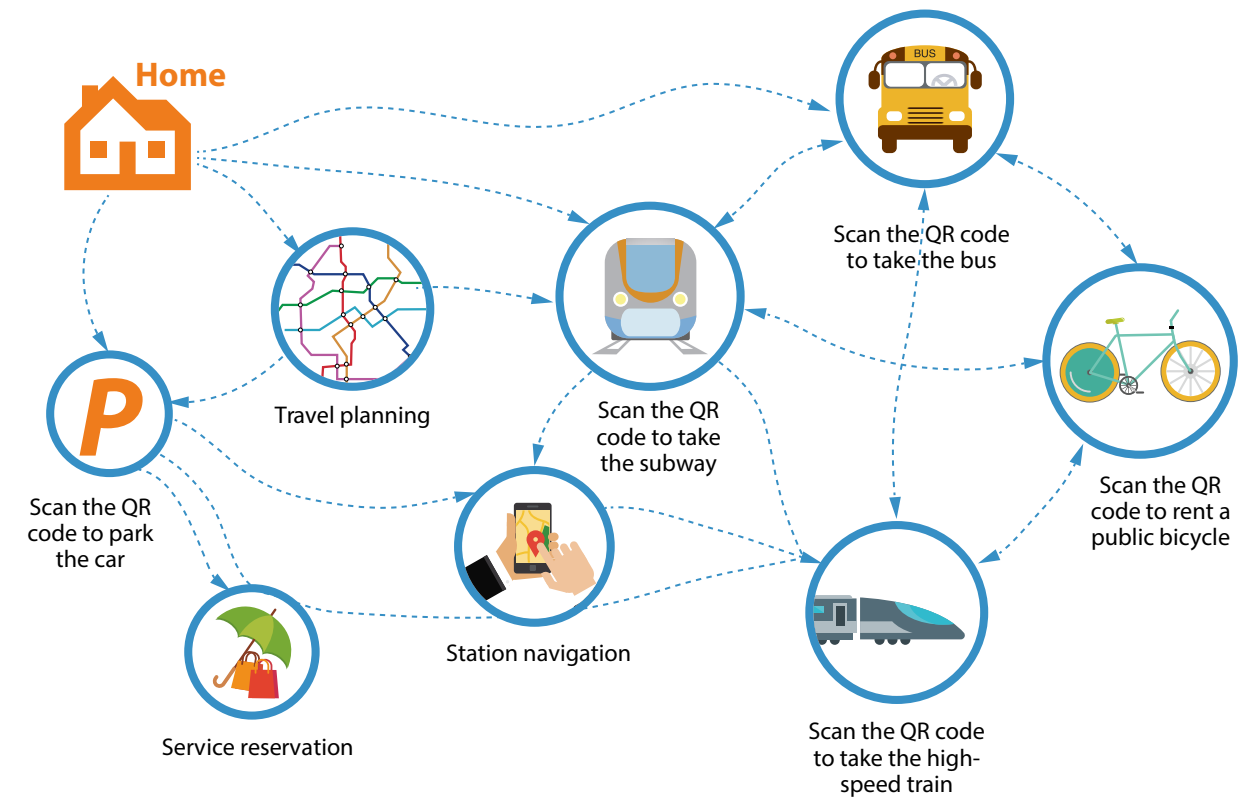 Home
BUS
Scan the QR code
to take the bus
Travel planning
Scan the QR
code to take
the subway
P
Scan the QR
code to park
the car
Scan the QR
code to rent a
public bicycle
Station navigation
Service reservation
Scan the QR code
to take the high-
speed train